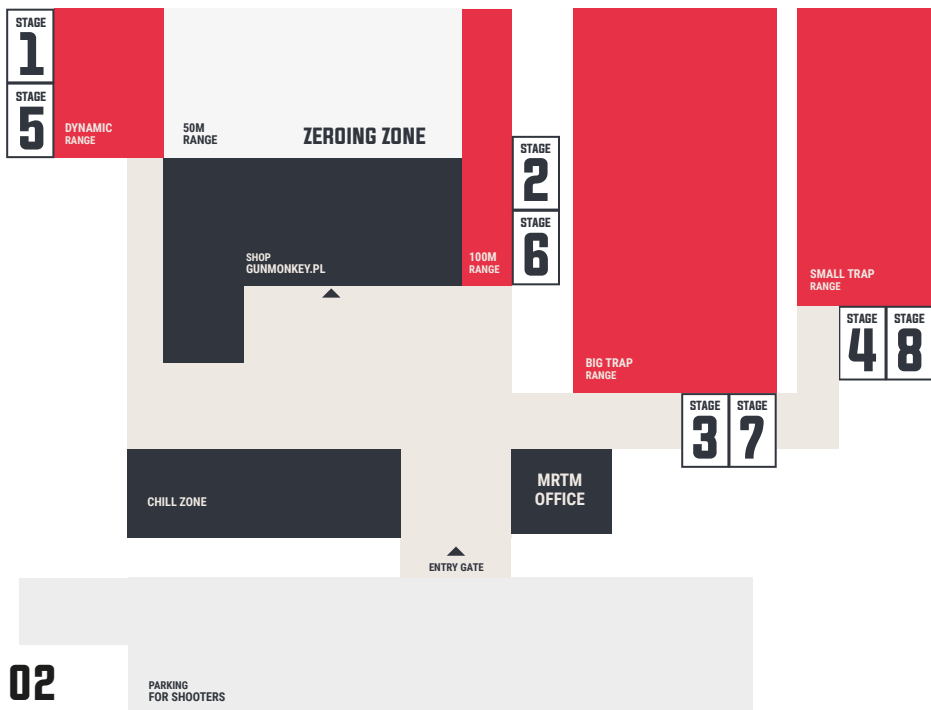 STAGE
1
STAGE
5
DYNAMIC
RANGE
50M
RANGE
ZEROING ZONE
STAGE
2
STAGE
6
SHOP
GUNMONKEY.PL
100M
RANGE
SMALL TRAP
RANGE
STAGE
4
STAGE
8
BIG TRAP
RANGE
STAGE
3
STAGE
7
CHILL ZONE
MRTM
OFFICE
ENTRY GATE
02
PARKING
FOR SHOOTERS